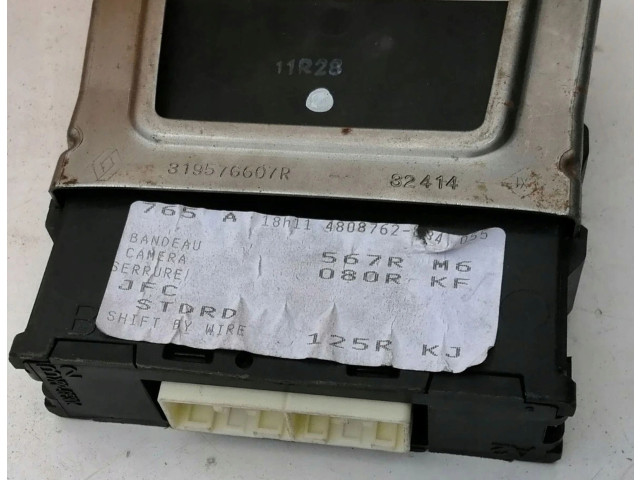 11R28
319576607R 82414
765 A 18h11 4808762-
BANDEAU 567R M6
CAMERA 080R KF
SERRURE/
JFC
STDRD
SHIFT BY WIRE 125R KJ